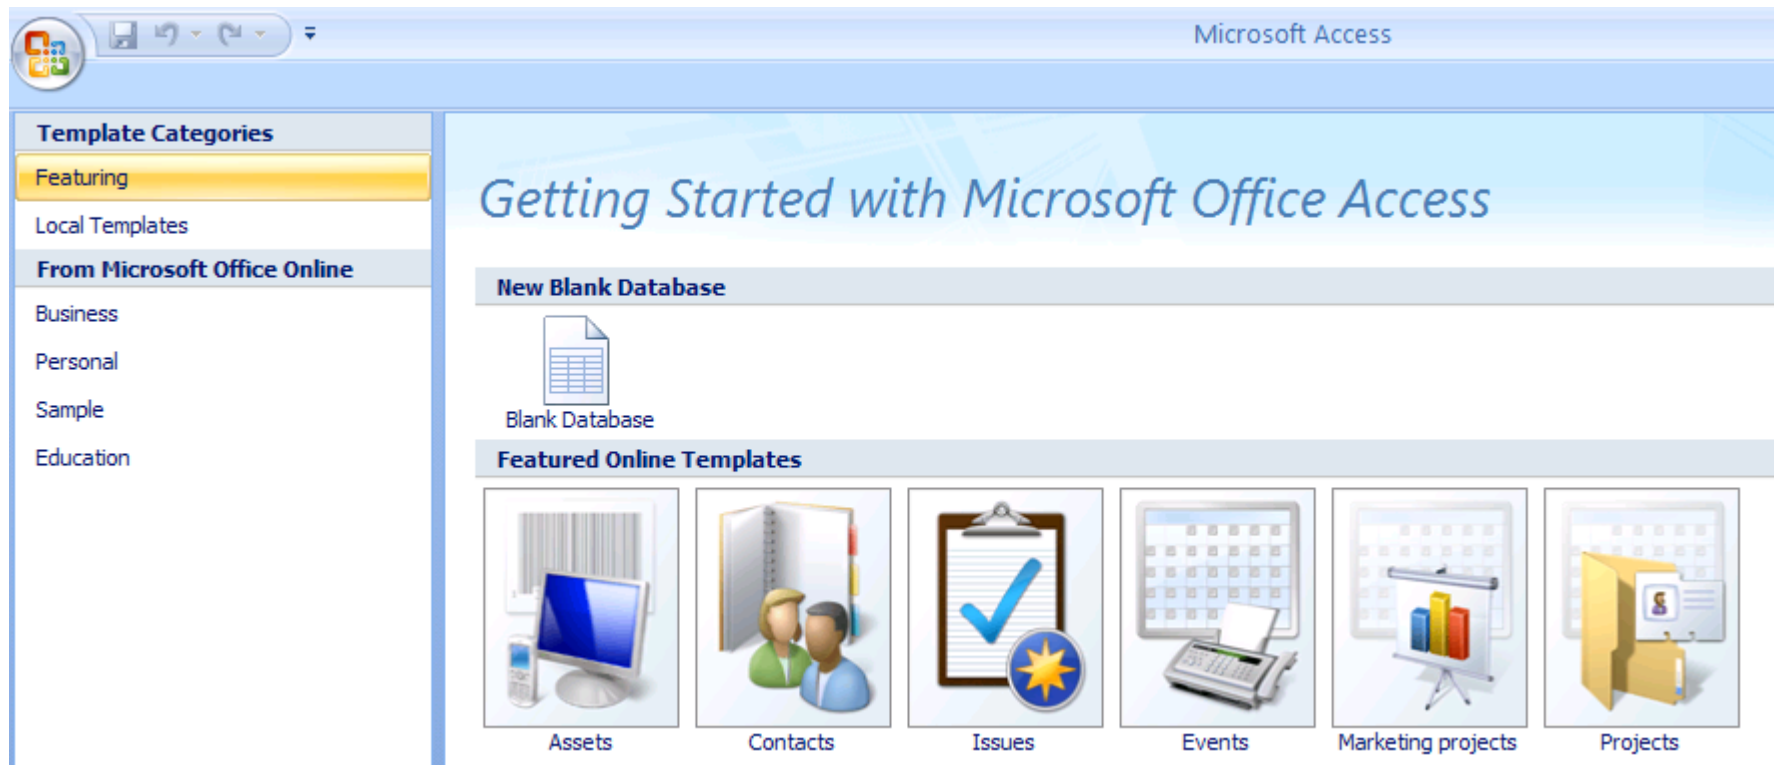 Microsoft Access
Template Categories
Featuring
Local Templates
From Microsoft Office Online
Business
Personal
Sample
Education
Getting Started with Microsoft Office Access
New Blank Database
Blank Database
Featured Online Templates
Assets
Contacts
Issues
Events
Marketing projects
Projects